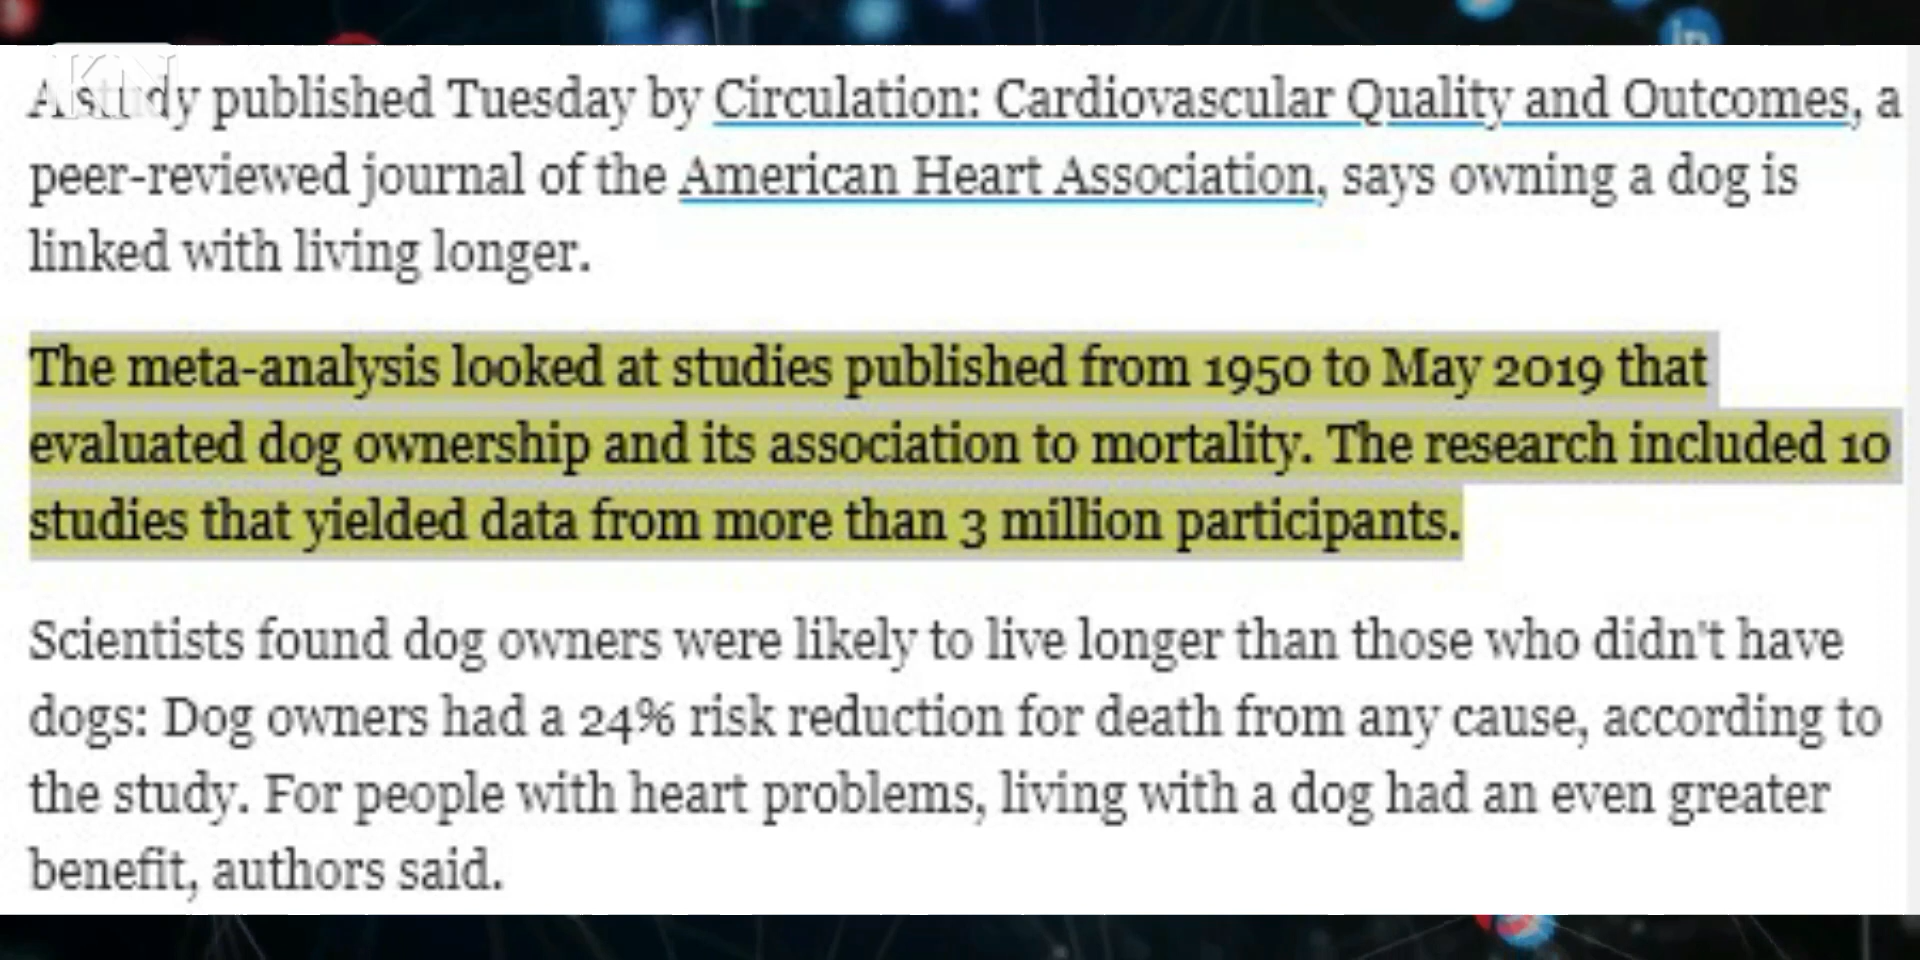 KN
A study published Tuesday by Circulation: Cardiovascular Quality and Outcomes, a
peer-reviewed journal of the American Heart Association, says owning a dog is
linked with living longer.
The meta-analysis looked at studies published from 1950 to May 2019 that
evaluated dog ownership and its association to mortality. The research included 10
studies that yielded data from more than 3 million participants.
Scientists found dog owners were likely to live longer than those who didn't have
dogs: Dog owners had a 24% risk reduction for death from any cause, according to
the study. For people with heart problems, living with a dog had an even greater
benefit, authors said.
in